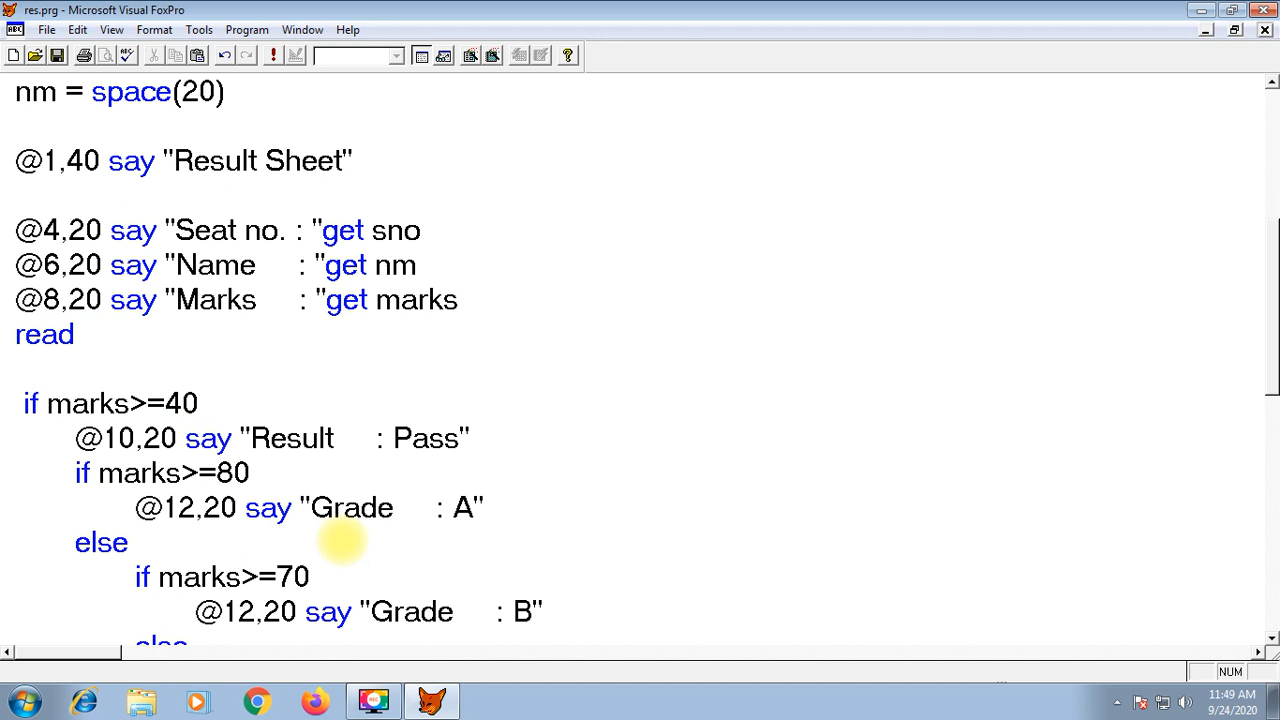 res.prg - Microsoft Visual FoxPro
File Edit View Format Tools Program Window Help
nm = space(20)
@1,40 say "Result Sheet"
@4,20 say "Seat no. : "get sno
@6,20 say "Name : "get nm
@8,20 say "Marks : "get marks
read
if marks>=40
@10,20 say "Result : Pass"
if marks>=80
@12,20 say "Grade : A"
else
if marks>=70
@12,20 say "Grade : B"
else
NUM
11:49 AM
9/24/2020